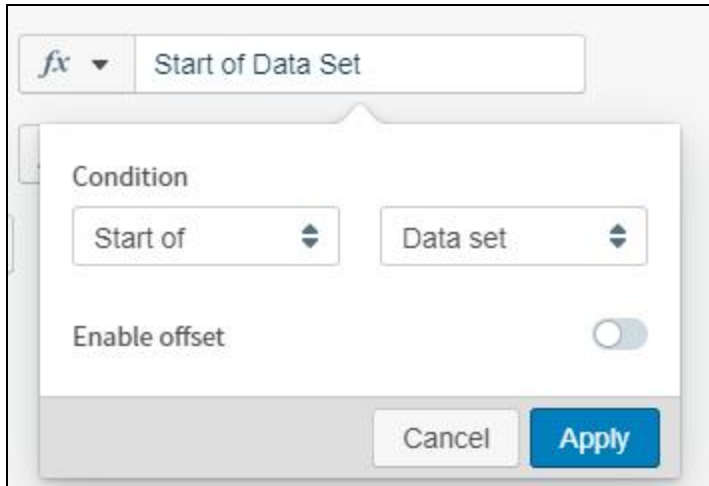 fx Start of Data Set
Condition
Start of Data set
Enable offset
Cancel Apply